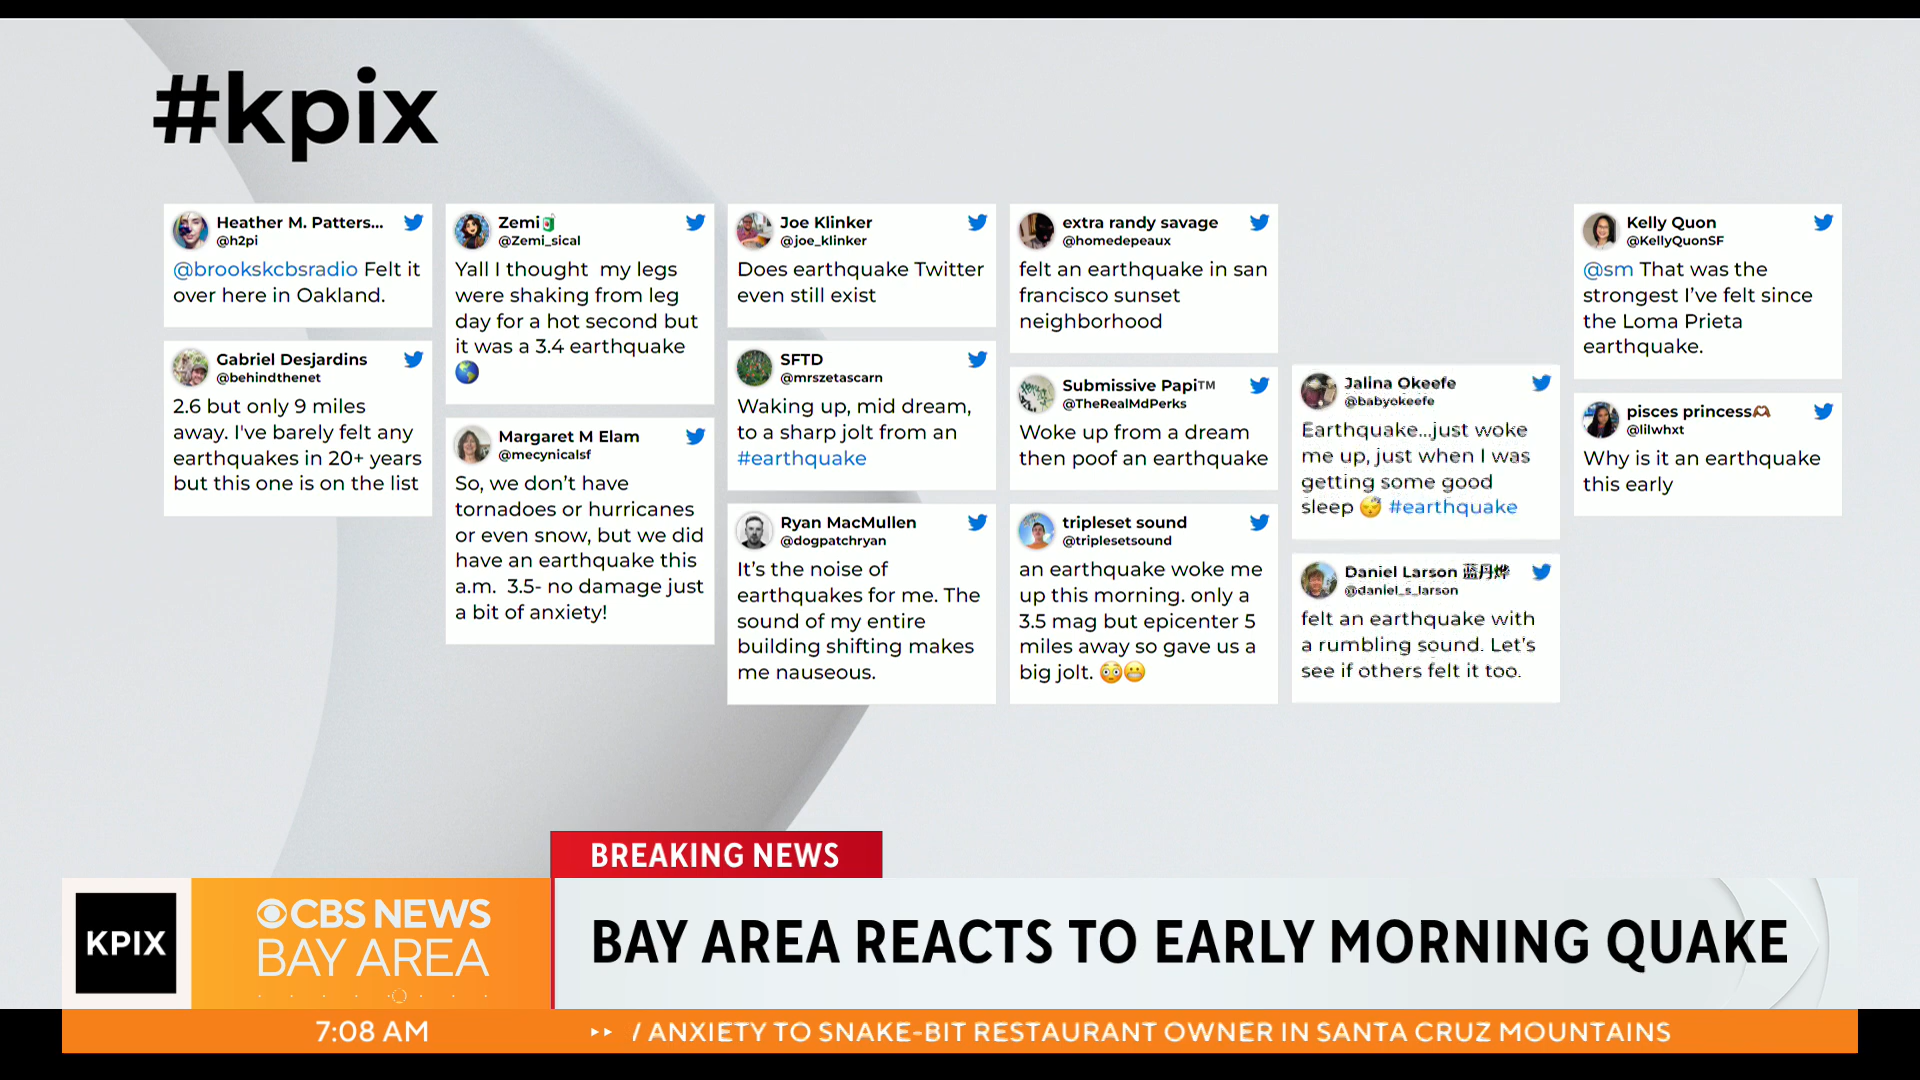 #kpix
Heather M. Patters...
@h2pi
@brookskcbsradio Felt it
over here in Oakland.
Gabriel Desjardins
@behindthenet
2.6 but only 9 miles
away. I've barely felt any
earthquakes in 20+ years
but this one is on the list
Zemi🧃
@Zemi_sical
Yall I thought  my legs
were shaking from leg
day for a hot second but
it was a 3.4 earthquake
🌎
Margaret M Elam
@mecynicalsf
So, we don’t have
tornadoes or hurricanes
or even snow, but we did
have an earthquake this
a.m.  3.5- no damage just
a bit of anxiety!
Joe Klinker
@joe_klinker
Does earthquake Twitter
even still exist
SFTD
@mrszetascarn
Waking up, mid dream,
to a sharp jolt from an
#earthquake
Ryan MacMullen
@dogpatchryan
It’s the noise of
earthquakes for me. The
sound of my entire
building shifting makes
me nauseous.
extra randy savage
@homedepeaux
felt an earthquake in san
francisco sunset
neighborhood
Submissive Papi™
@TheRealMdPerks
Woke up from a dream
then poof an earthquake
tripleset sound
@triplesetsound
an earthquake woke me
up this morning. only a
3.5 mag but epicenter 5
miles away so gave us a
big jolt. 😳😬
Jalina Okeefe
@babyokeefe
Earthquake...just woke
me up, just when I was
getting some good
sleep 😴 #earthquake
Daniel Larson 蓝丹烨
@daniel_s_larson
felt an earthquake with
a rumbling sound. Let’s
see if others felt it too.
Kelly Quon
@KellyQuonSF
@sm That was the
strongest I’ve felt since
the Loma Prieta
earthquake.
pisces princess🫶🏾
@lilwhxt
Why is it an earthquake
this early
BREAKING NEWS
KPIX
CBS NEWS
BAY AREA
BAY AREA REACTS TO EARLY MORNING QUAKE
7:08 AM
/ ANXIETY TO SNAKE-BIT RESTAURANT OWNER IN SANTA CRUZ MOUNTAINS